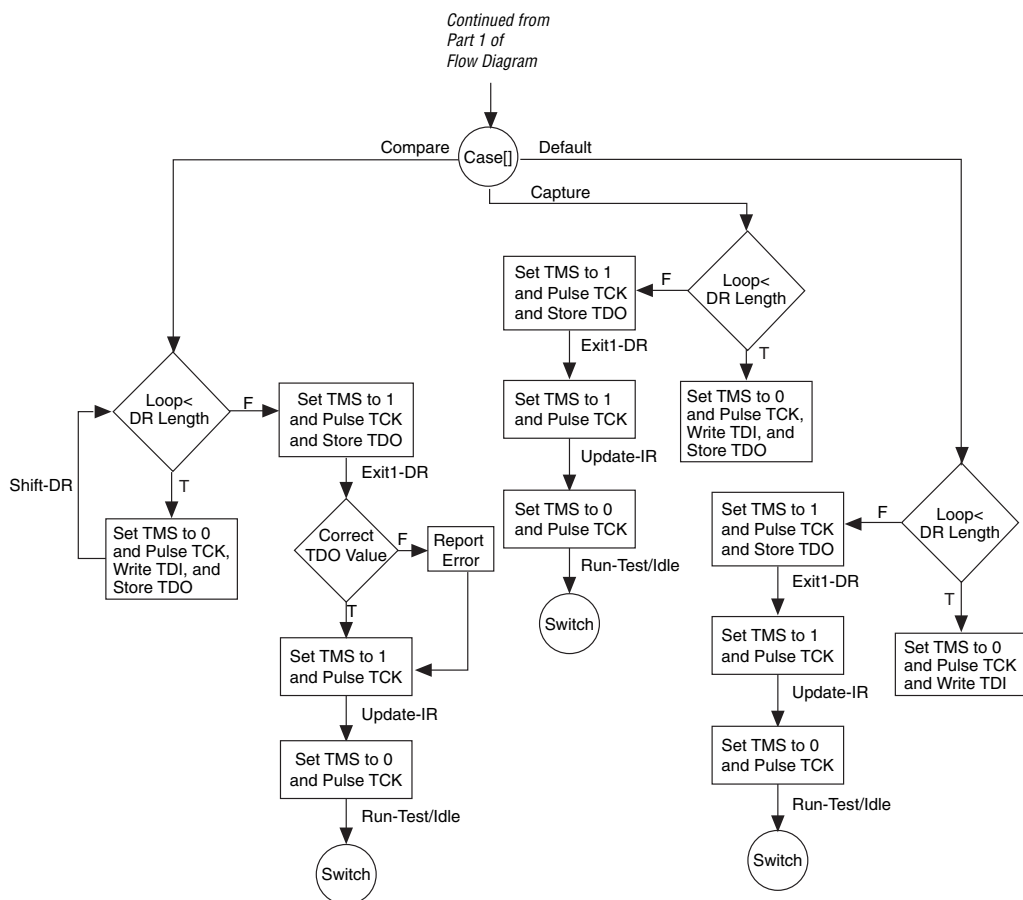 Continued from
Part 1 of
Flow Diagram
Case[]
Compare
Default
Capture
Loop<
DR Length
F
Set TMS to 1
and Pulse TCK
and Store TDO
T
Exit1-DR
Set TMS to 0
and Pulse TCK,
Write TDI, and
Store TDO
Set TMS to 1
and Pulse TCK
Update-IR
Set TMS to 0
and Pulse TCK
Run-Test/Idle
Switch
Loop<
DR Length
F
Set TMS to 1
and Pulse TCK
and Store TDO
Shift-DR
T
Exit1-DR
Set TMS to 0
and Pulse TCK,
Write TDI, and
Store TDO
Correct
TDO Value
F
Report
Error
T
Set TMS to 1
and Pulse TCK
Update-IR
Set TMS to 0
and Pulse TCK
Run-Test/Idle
Switch
Loop<
DR Length
F
Set TMS to 1
and Pulse TCK
and Store TDO
T
Exit1-DR
Set TMS to 0
and Pulse TCK
and Write TDI
Set TMS to 1
and Pulse TCK
Update-IR
Set TMS to 0
and Pulse TCK
Run-Test/Idle
Switch